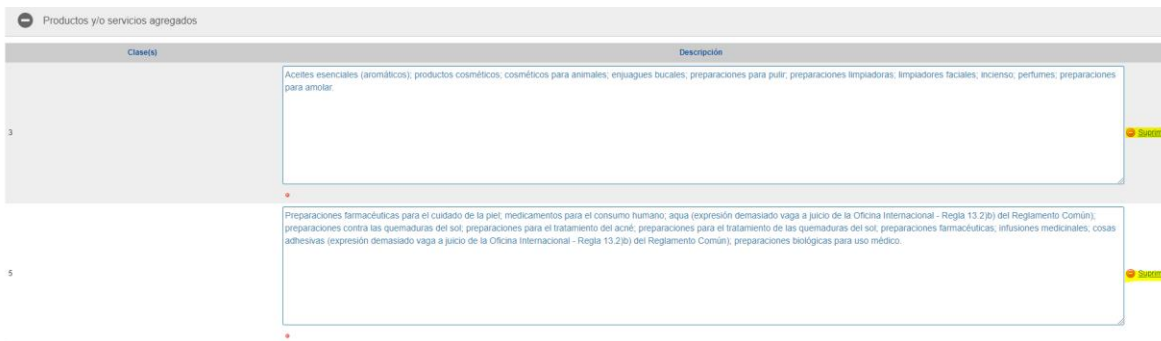 Productos y/o servicios agregados
Clase(s) Descripción
Aceites esenciales (aromáticos); productos cosméticos; cosméticos para animales; enjuagues bucales; preparaciones para pulir; preparaciones limpiadoras; limpiadores faciales; incienso; perfumes; preparaciones
para amolar.
3
Suprim
*
Preparaciones farmacéuticas para el cuidado de la piel; medicamentos para el consumo humano; aqua (expresión demasiado vaga a juicio de la Oficina Internacional - Regla 13.2)b) del Reglamento Común);
preparaciones contra las quemaduras del sol; preparaciones para el tratamiento del acné; preparaciones para el tratamiento de las quemaduras del sol; preparaciones farmacéuticas; infusiones medicinales; cosas
adhesivas (expresión demasiado vaga a juicio de la Oficina Internacional - Regla 13.2)b) del Reglamento Común); preparaciones biológicas para uso médico.
5
Suprim
*